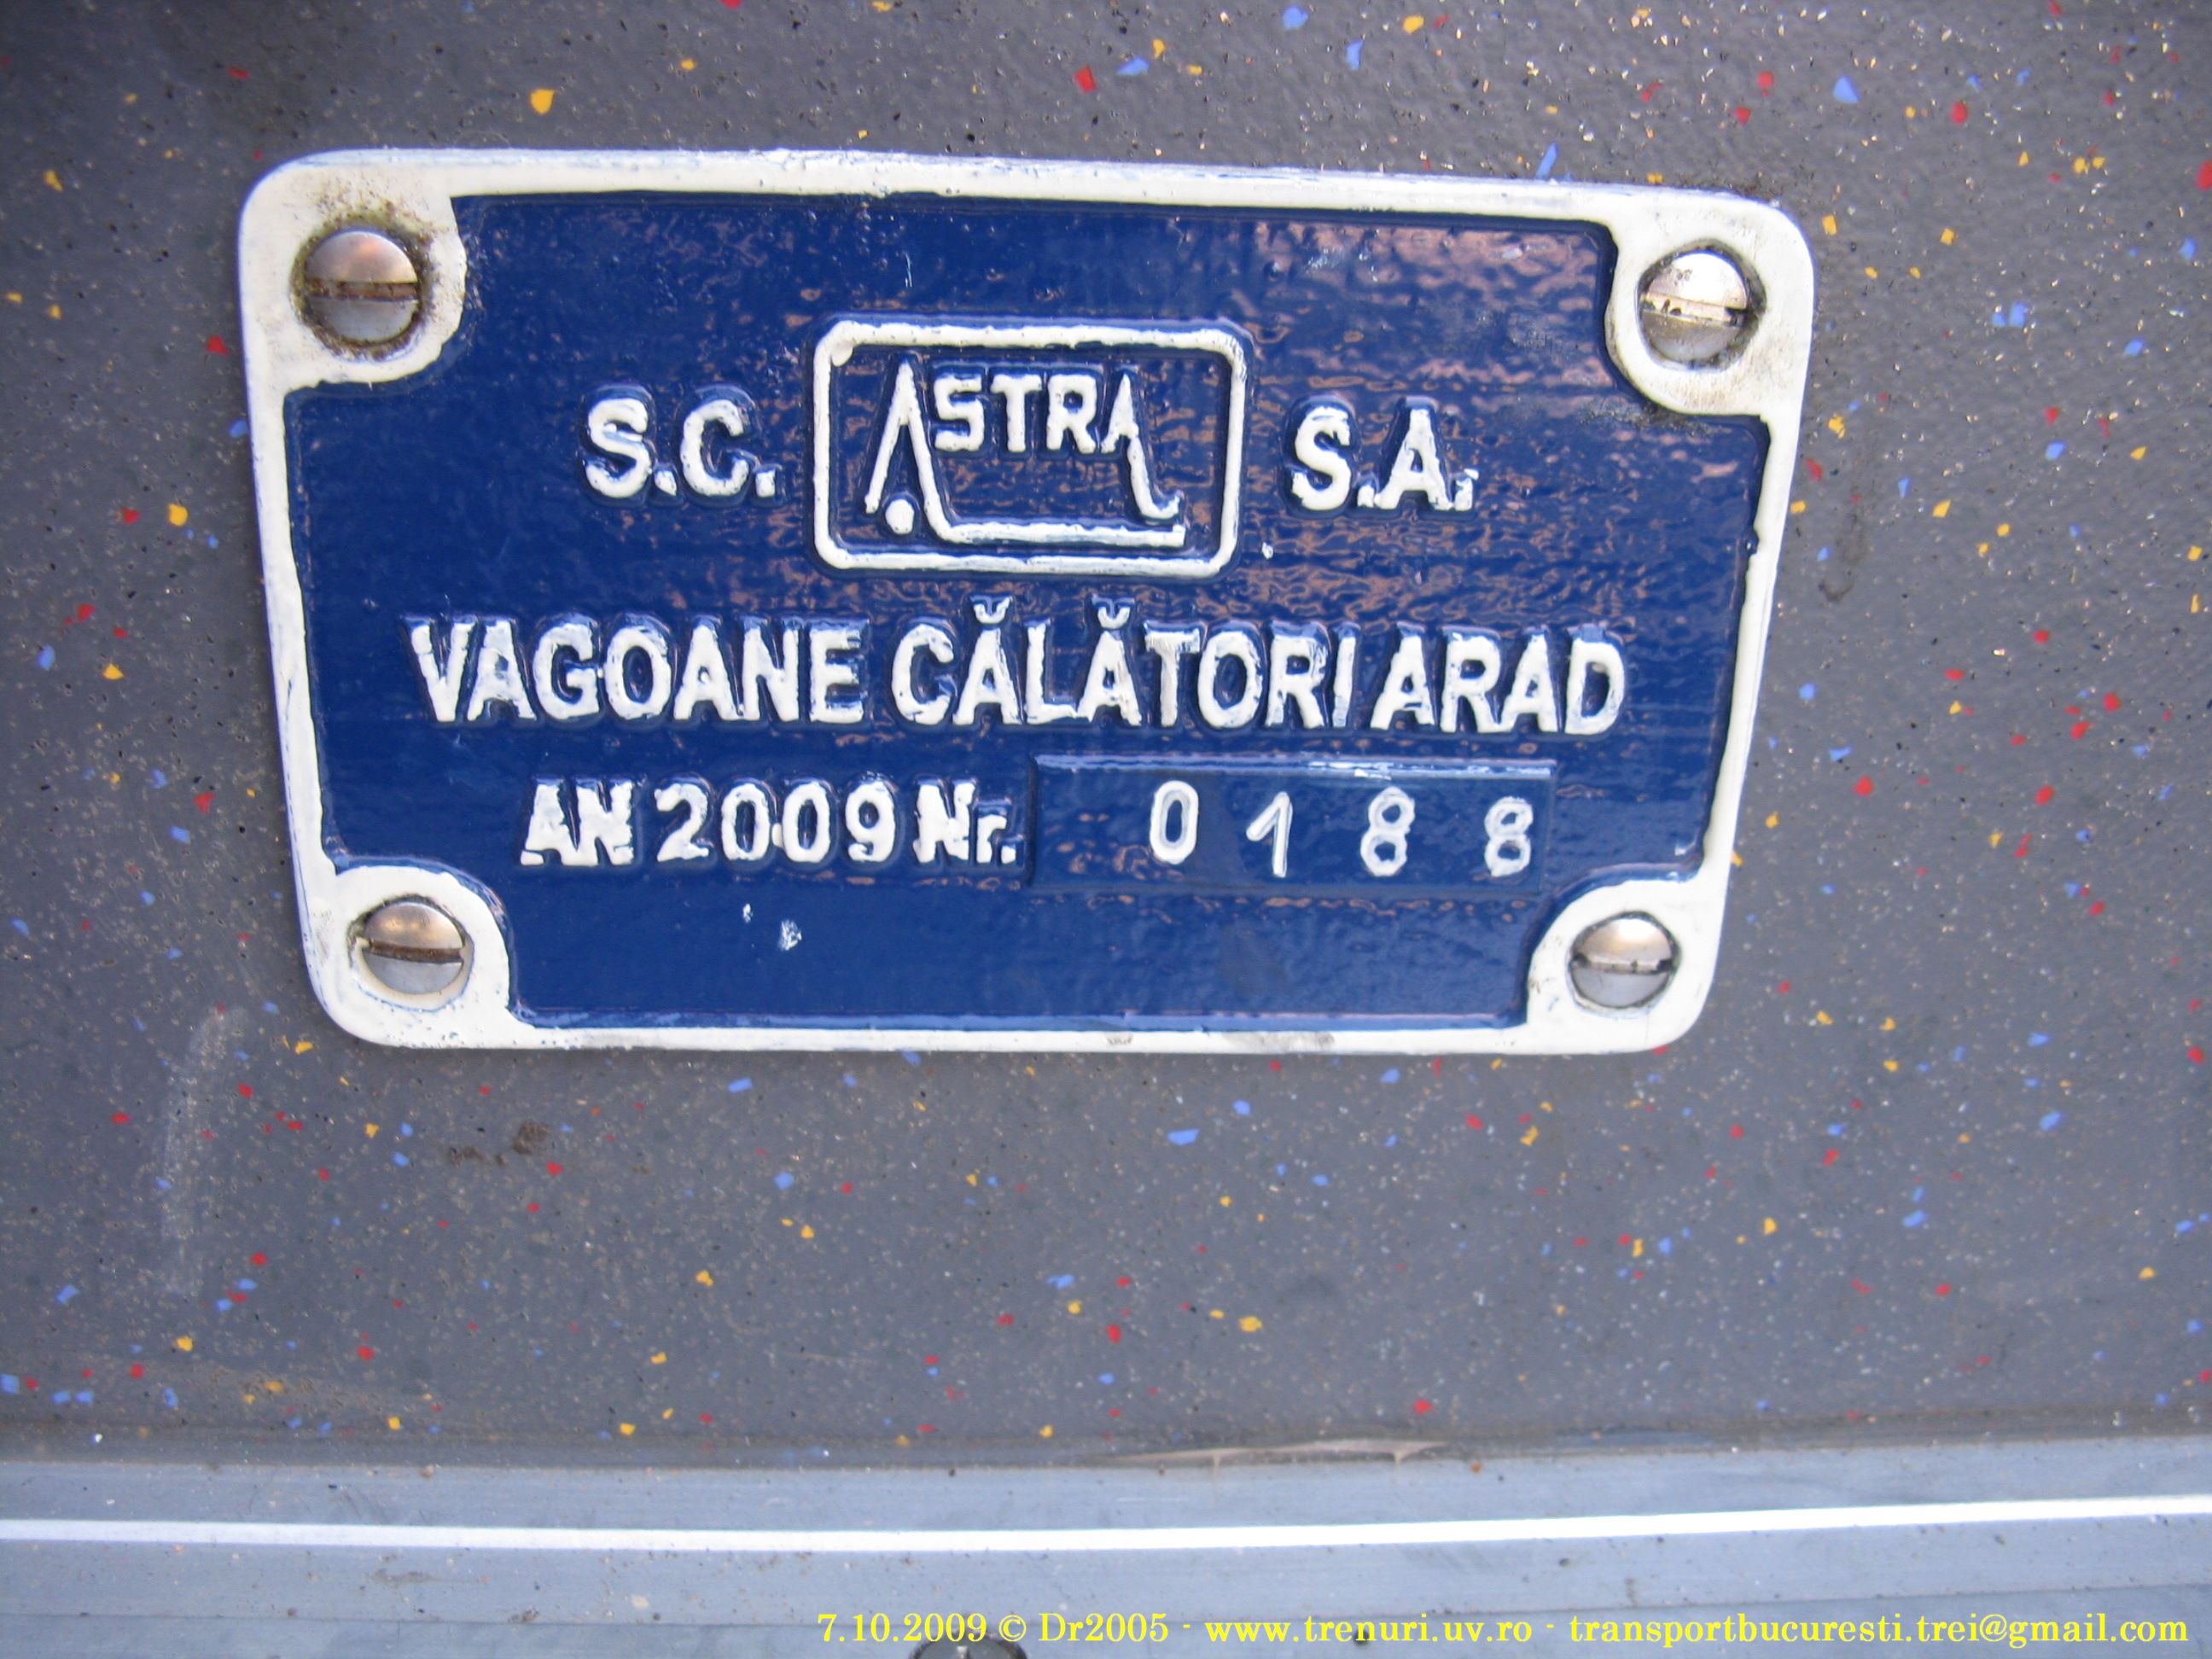 S.C. ASTRA S.A.
VAGOANE CĂLĂTORI ARAD
AN 2009 Nr. 0188
7.10.2009 © Dr2005 - www.trenuri.uv.ro - transportbucuresti.trei@gmail.com